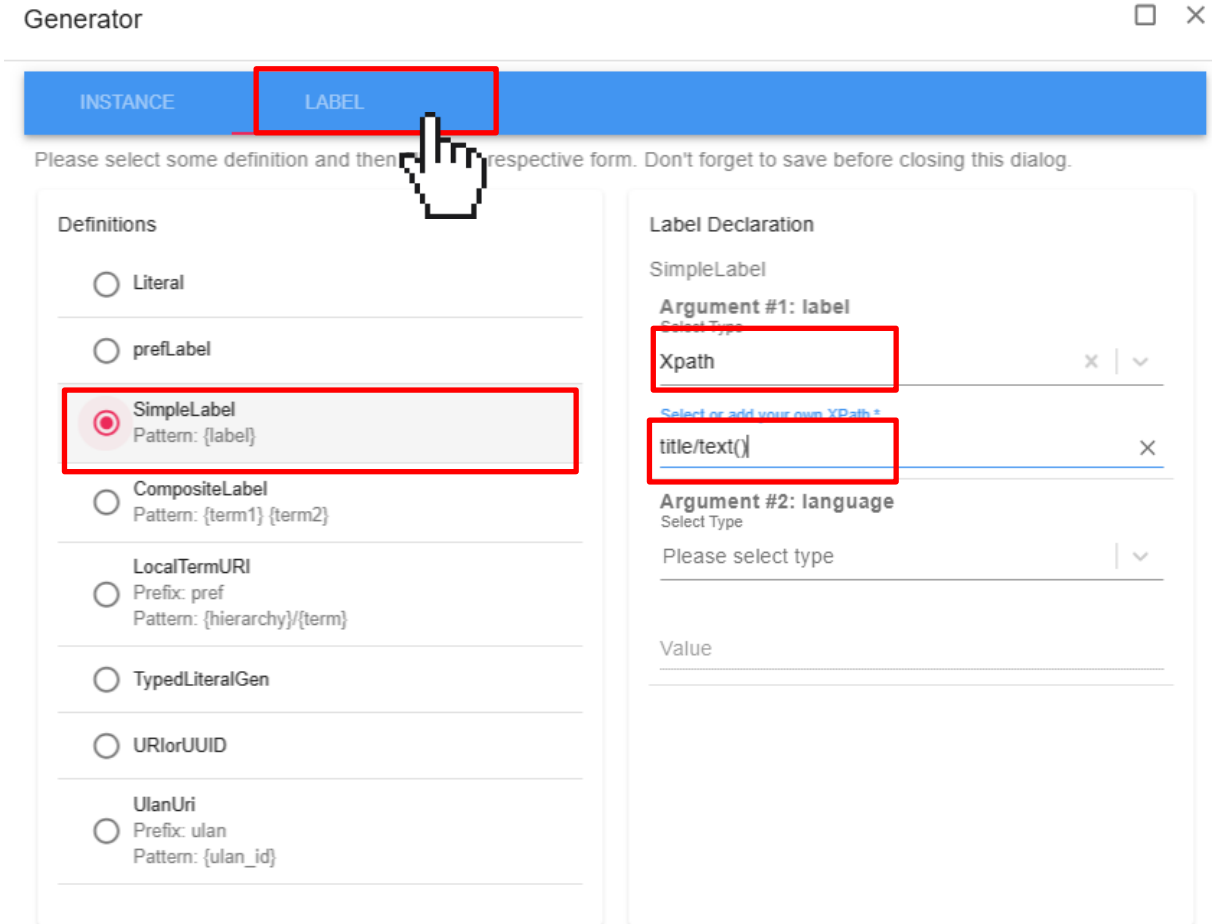 Generator
INSTANCE LABEL
Please select some definition and then respective form. Don't forget to save before closing this dialog.
Definitions
Literal
prefLabel
SimpleLabel
Pattern: {label}
CompositeLabel
Pattern: {term1} {term2}
LocalTermURI
Prefix: pref
Pattern: {hierarchy}/{term}
TypedLiteralGen
URIorUUID
UlanUri
Prefix: ulan
Pattern: {ulan_id}
Label Declaration
SimpleLabel
Argument #1: label
Select Type
Xpath
Select or add your own XPath *
title/text()
Argument #2: language
Select Type
Please select type
Value